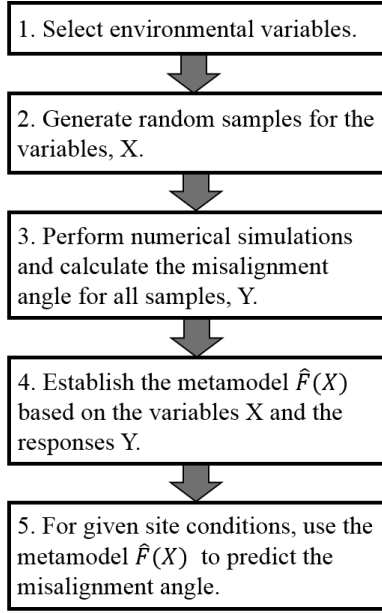 1. Select environmental variables.
2. Generate random samples for the
variables, X.
3. Perform numerical simulations
and calculate the misalignment
angle for all samples, Y.
4. Establish the metamodel F̂(X)
based on the variables X and the
responses Y.
5. For given site conditions, use the
metamodel F̂(X) to predict the
misalignment angle.